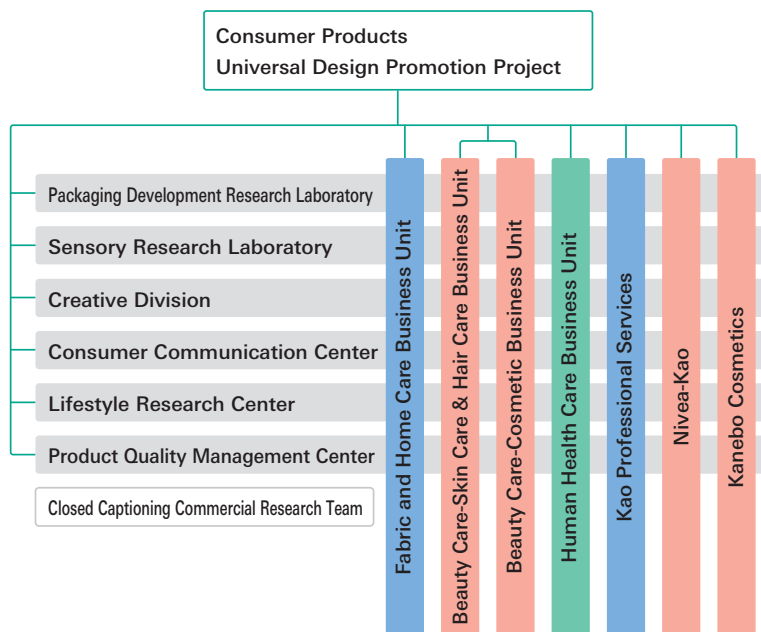 Consumer Products
Universal Design Promotion Project
Packaging Development Research Laboratory
Sensory Research Laboratory
Creative Division
Consumer Communication Center
Lifestyle Research Center
Product Quality Management Center
Closed Captioning Commercial Research Team
Fabric and Home Care Business Unit
Beauty Care-Skin Care & Hair Care Business Unit
Beauty Care-Cosmetic Business Unit
Human Health Care Business Unit
Kao Professional Services
Nivea-Kao
Kanebo Cosmetics